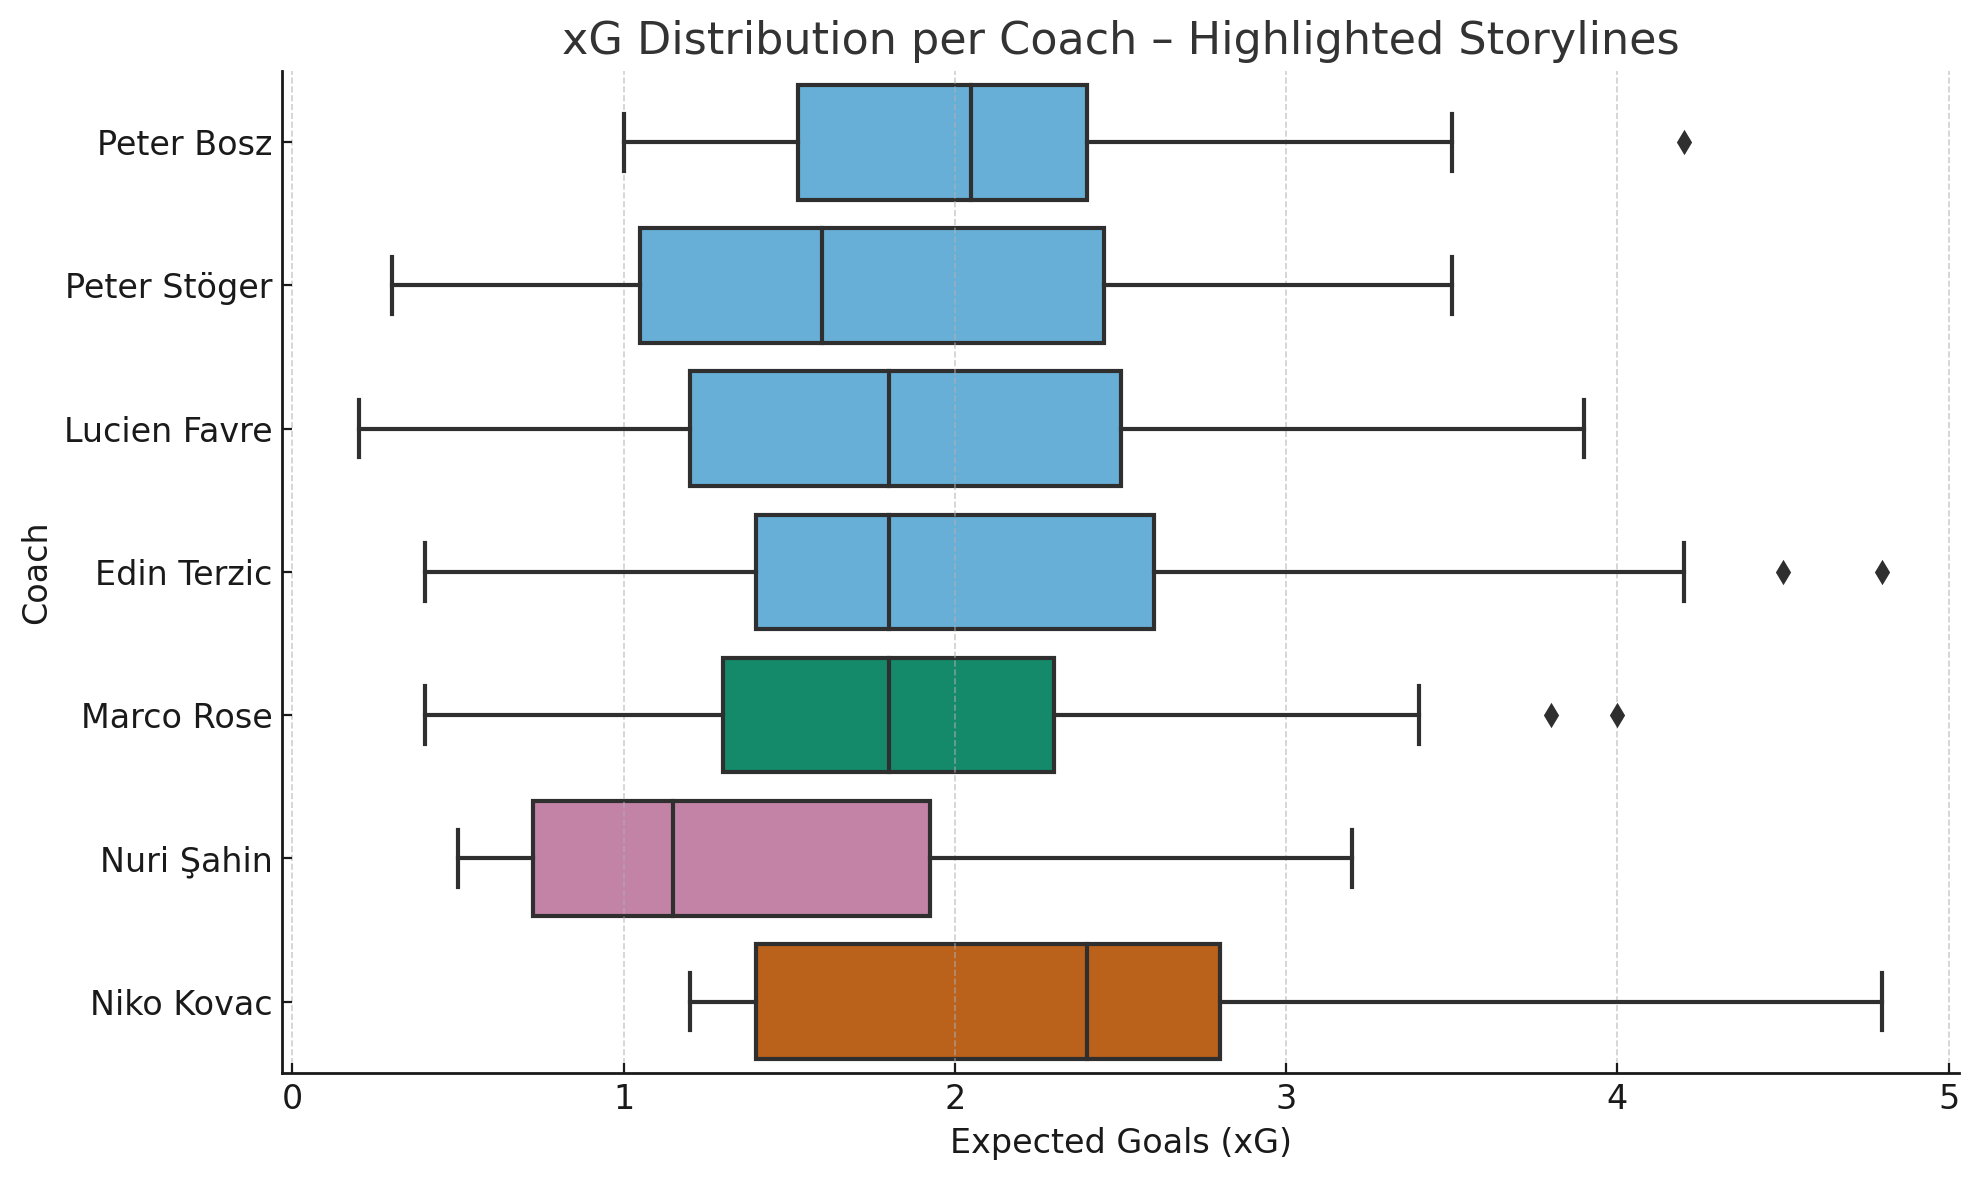 xG Distribution per Coach – Highlighted Storylines
Peter Bosz
Peter Stöger
Lucien Favre
Edin Terzic
Marco Rose
Nuri Şahin
Niko Kovac
Coach
0 1 2 3 4 5
Expected Goals (xG)